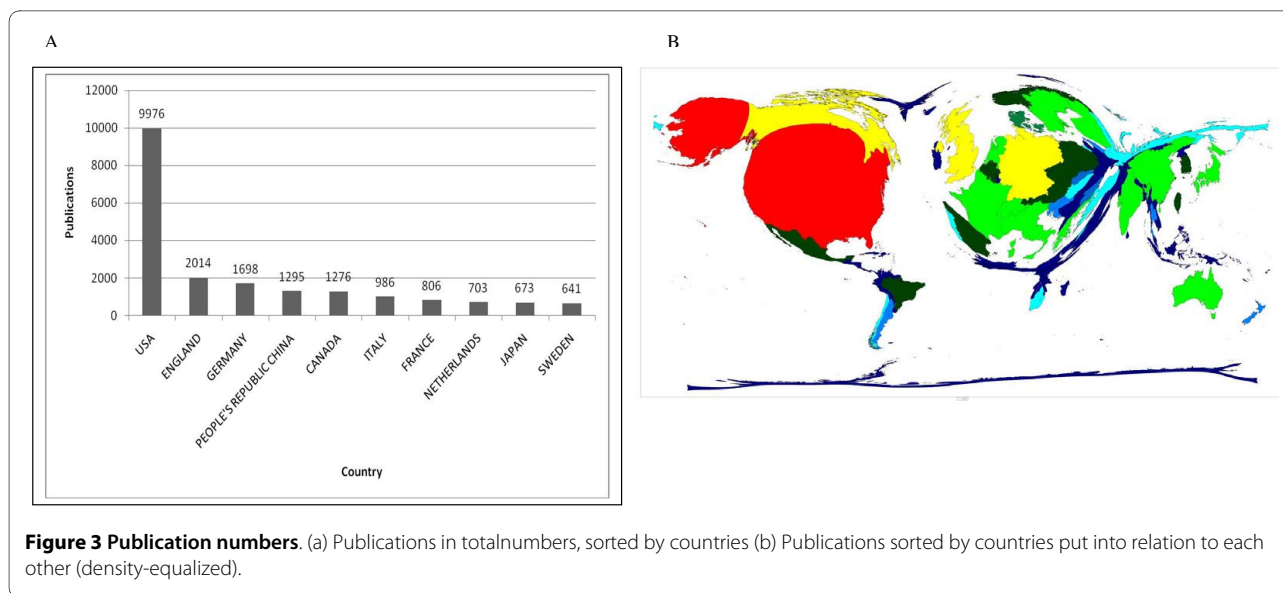 A
B
12000
10000
8000
6000
4000
2000
0
Publications
9976
2014
1698
1295
1276
986
806
703
673
641
USA
ENGLAND
GERMANY
PEOPLE'S REPUBLIC CHINA
CANADA
ITALY
FRANCE
NETHERLANDS
JAPAN
SWEDEN
Country
Figure 3 Publication numbers. (a) Publications in totalnumbers, sorted by countries (b) Publications sorted by countries put into relation to each
other (density-equalized).